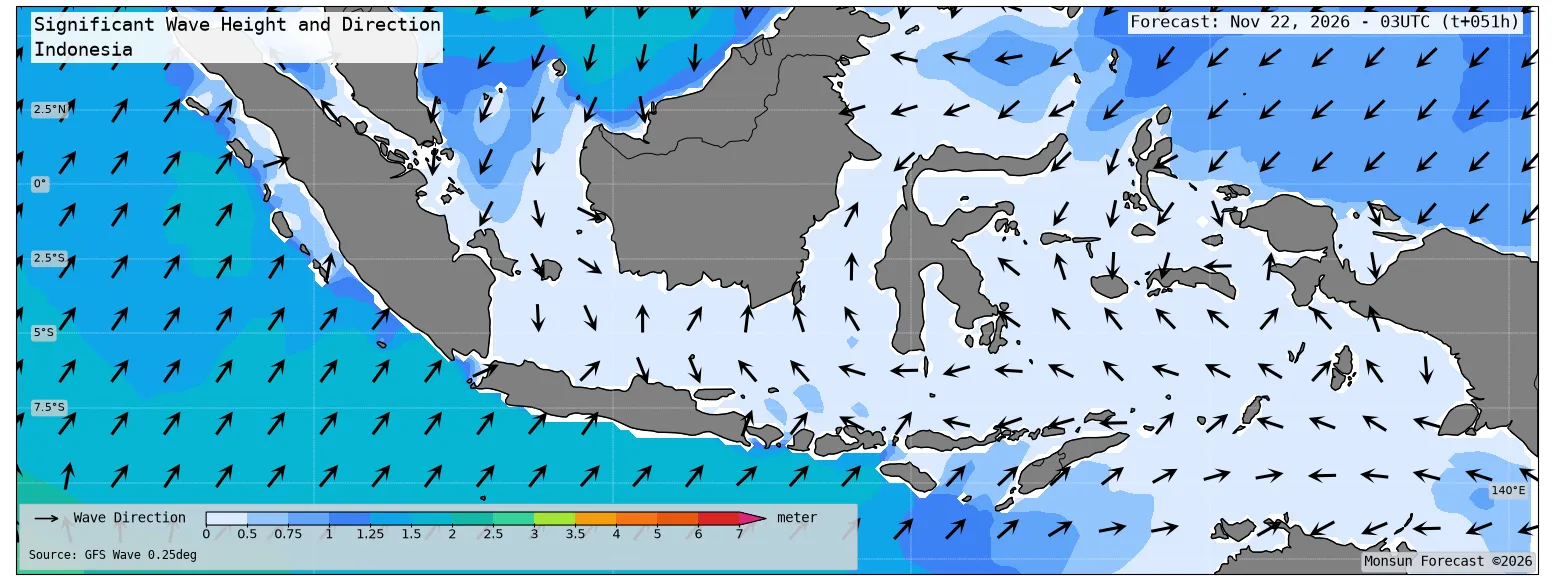 Significant Wave Height and Direction
Indonesia
Forecast: Nov 22, 2026 - 03UTC (t+051h)
2.5°N
0°
2.5°S
5°S
7.5°S
140°E
Wave Direction
0 0.5 0.75 1 1.25 1.5 2 2.5 3 3.5 4 5 6 7
meter
Source: GFS Wave 0.25deg
Monsun Forecast ©2026